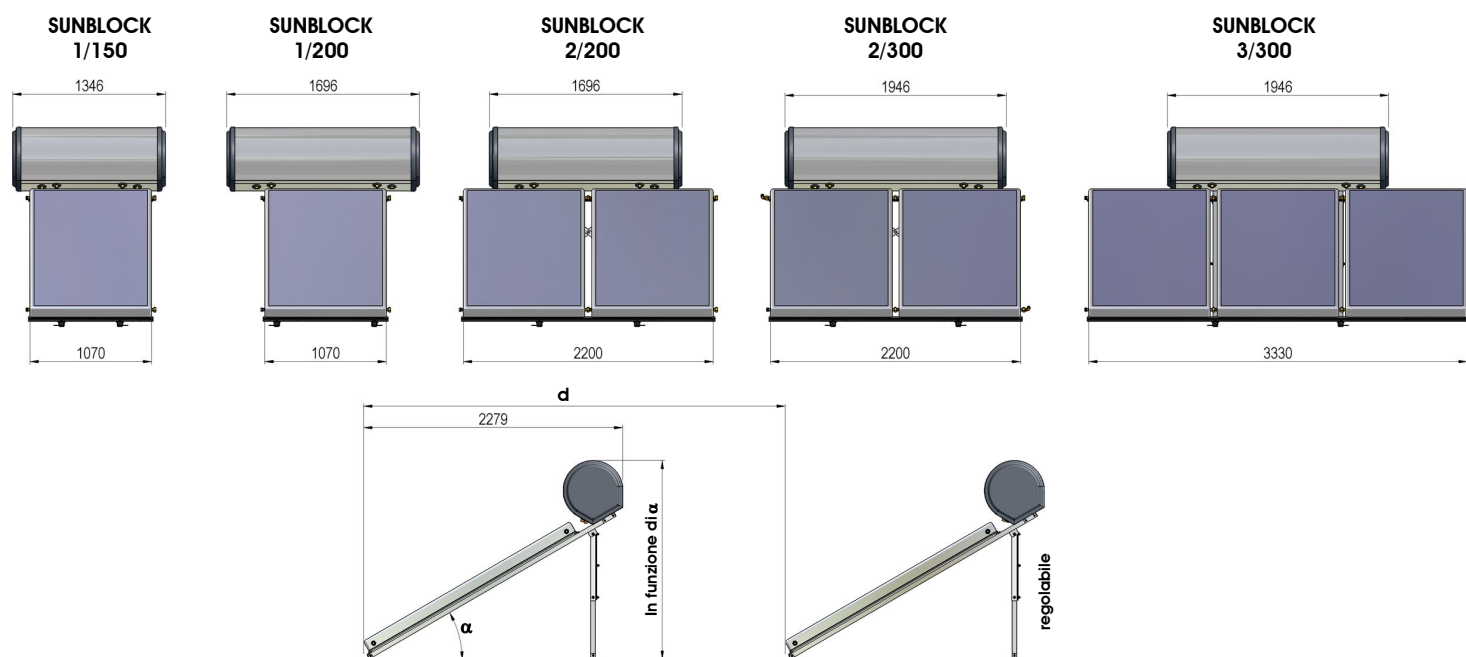 SUNBLOCK
1/150
SUNBLOCK
1/200
SUNBLOCK
2/200
SUNBLOCK
2/300
SUNBLOCK
3/300
1346
1696
1696
1946
1946
1070
1070
2200
2200
3330
d
2279
In funzione di α
α
regolabile